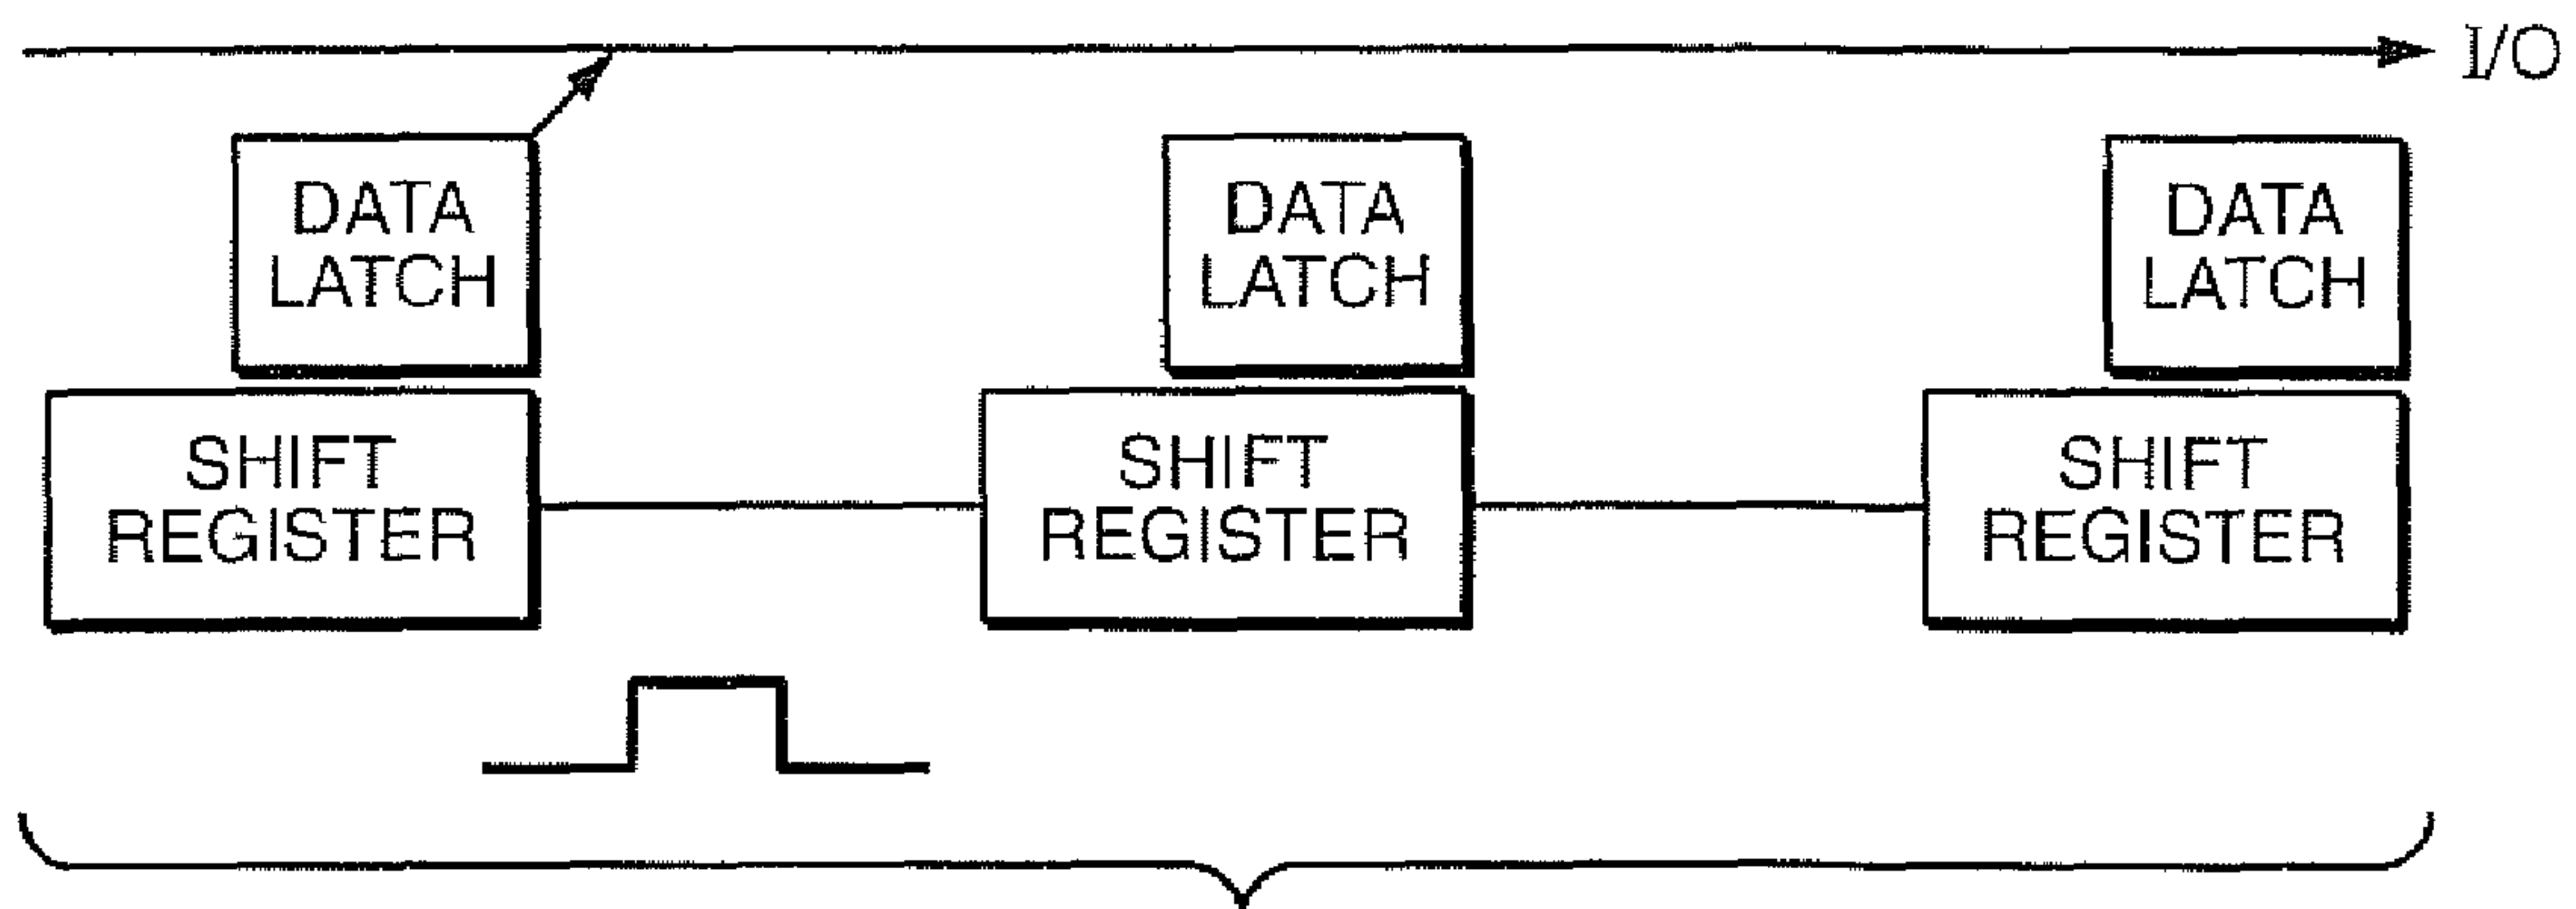 I/O
DATA
LATCH
DATA
LATCH
DATA
LATCH
SHIFT
REGISTER
SHIFT
REGISTER
SHIFT
REGISTER